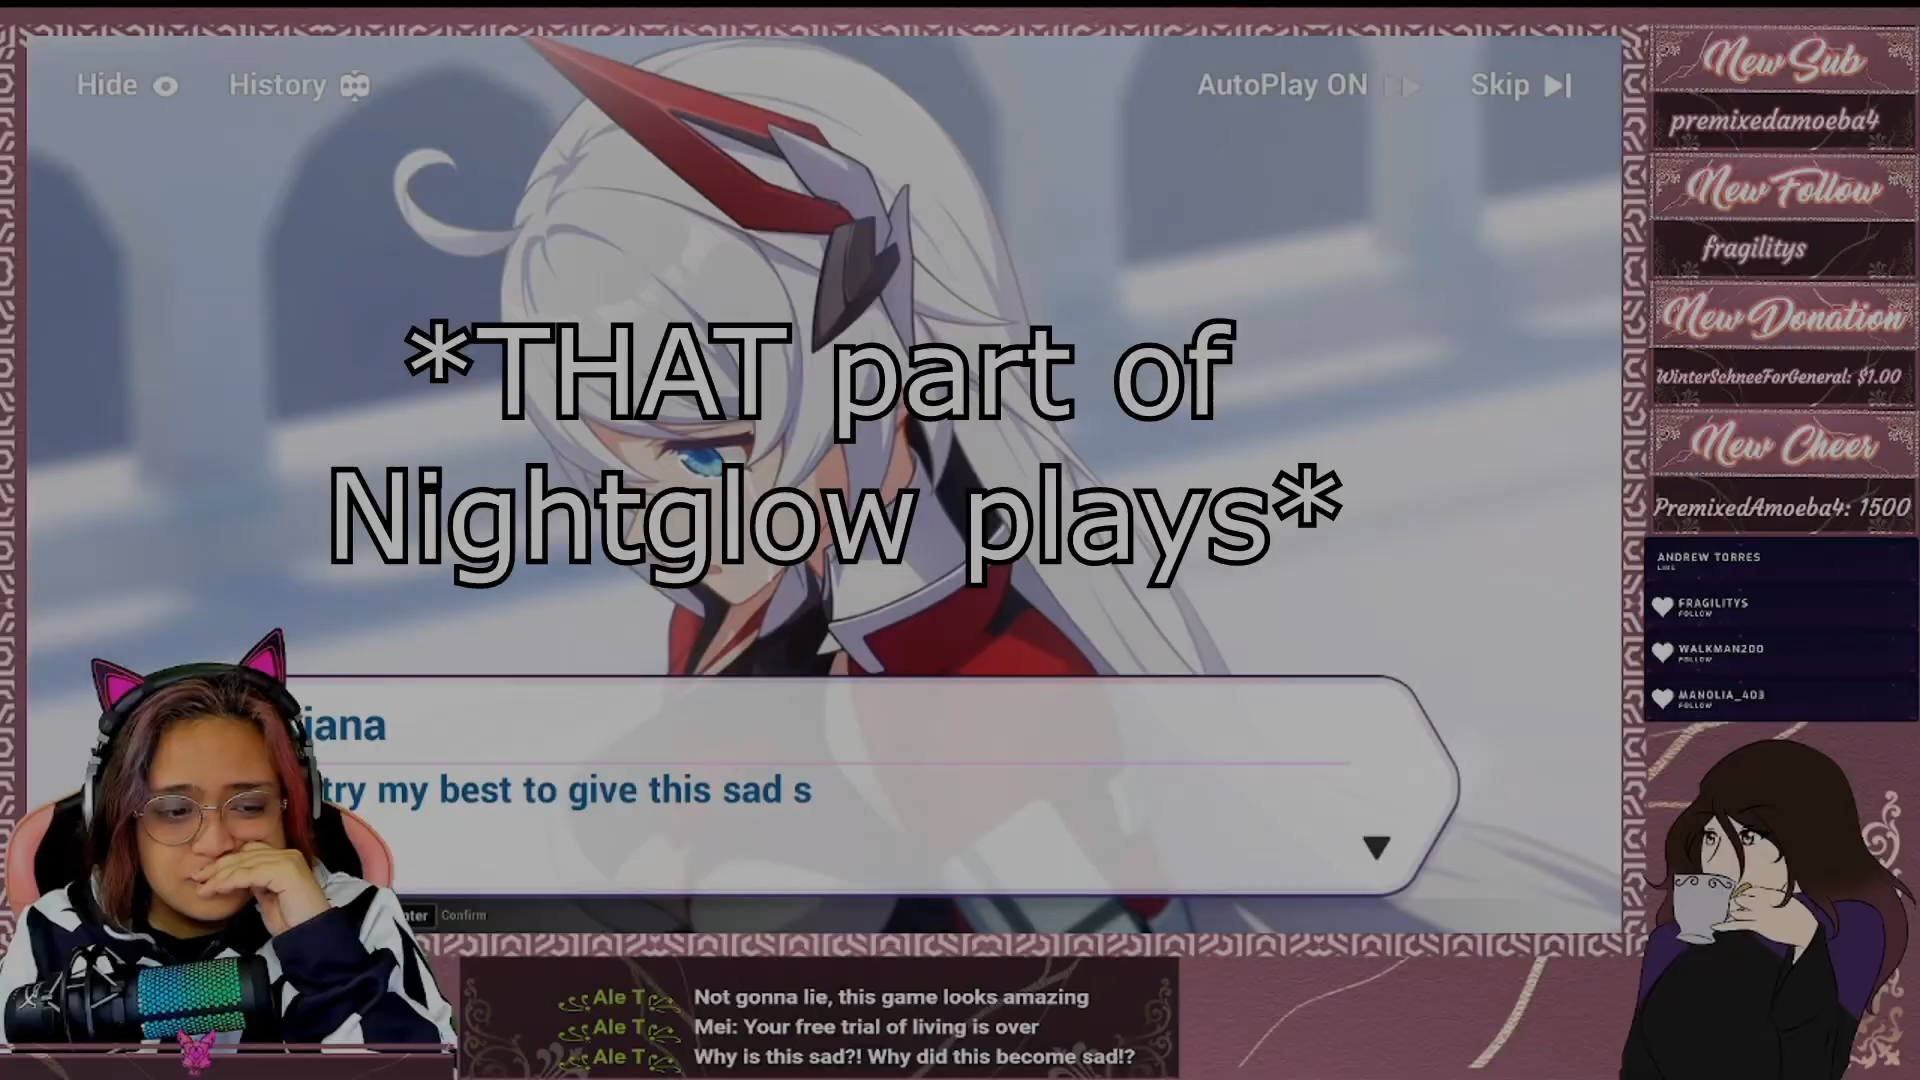 Hide
History
AutoPlay ON
Skip
*THAT part of
Nightglow plays*
iana
try my best to give this sad s
Confirm
New Sub
premixedamoeba4
New Follow
fragilitys
New Donation
WinterSchneeForGeneral: $1.00
New Cheer
PremixedAmoeba4: 1500
ANDREW TORRES
LIKE
FRAGILITYS
FOLLOW
WALKMAN200
FOLLOW
MANOLIA_403
FOLLOW
Ale T Not gonna lie, this game looks amazing
Ale T Mei: Your free trial of living is over
Ale T Why is this sad?! Why did this become sad!?